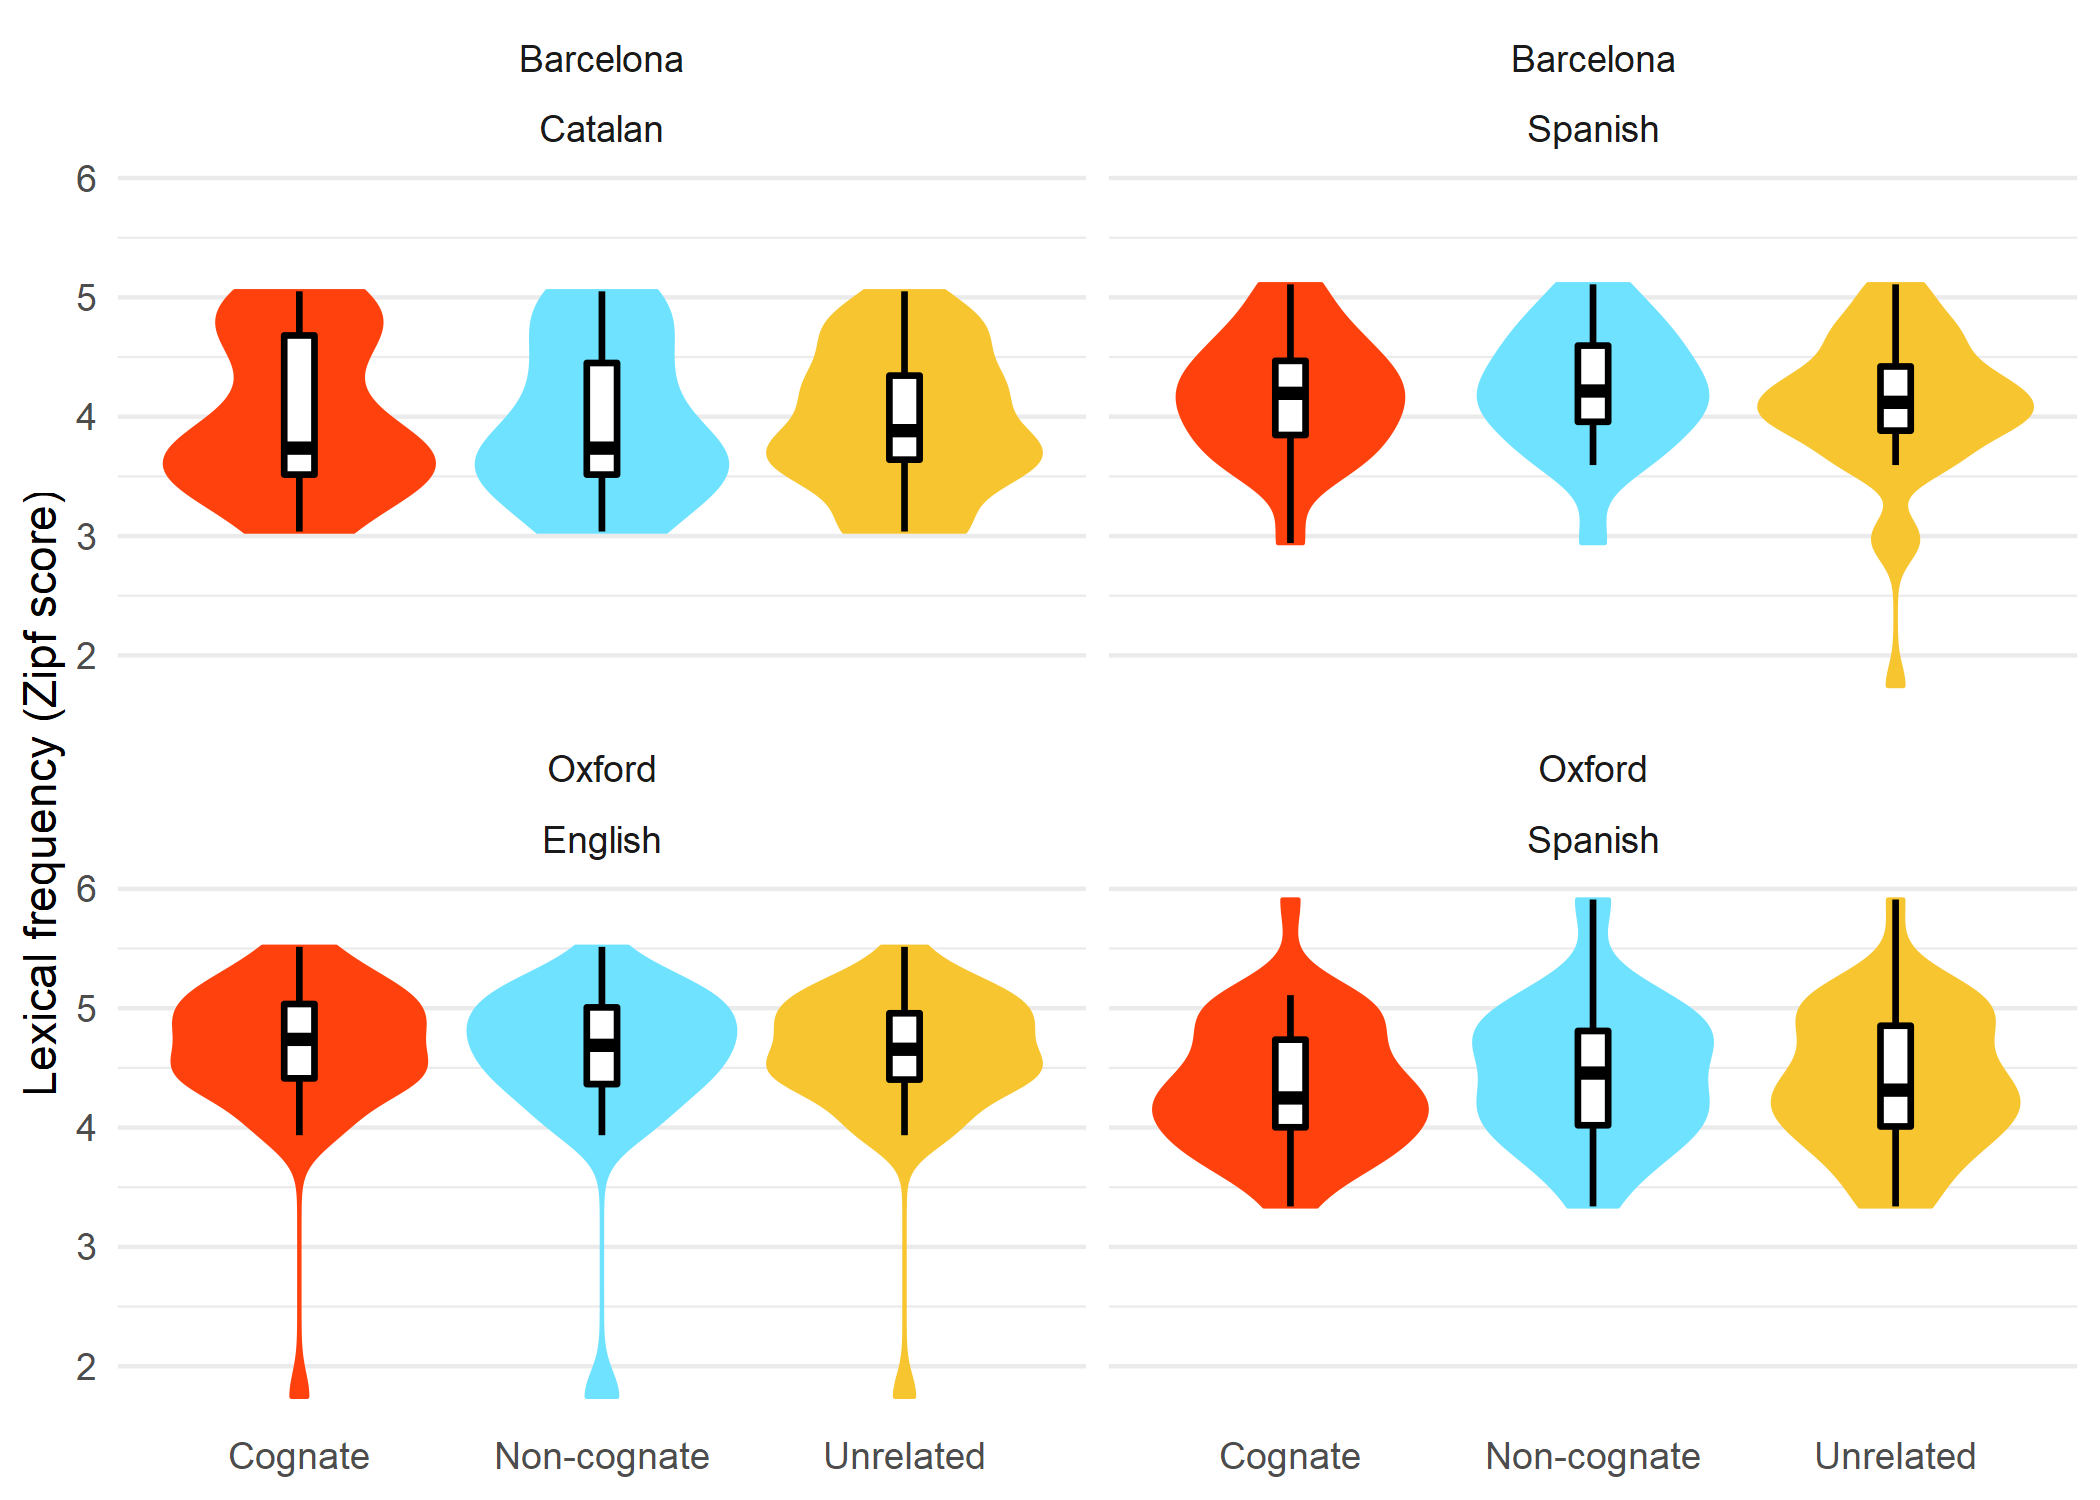 Barcelona
Catalan
Barcelona
Spanish
6
5
4
3
2
Lexical frequency (Zipf score)
Oxford
English
Oxford
Spanish
6
5
4
3
2
Cognate
Non-cognate
Unrelated
Cognate
Non-cognate
Unrelated